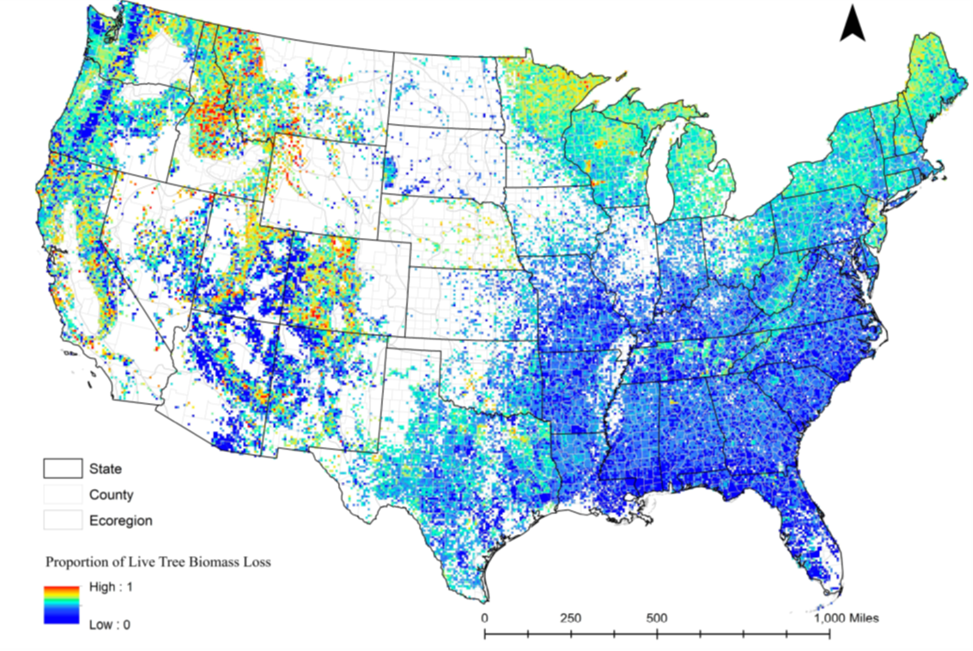 State
County
Ecoregion
Proportion of Live Tree Biomass Loss
High : 1
Low : 0
0 250 500 1,000 Miles